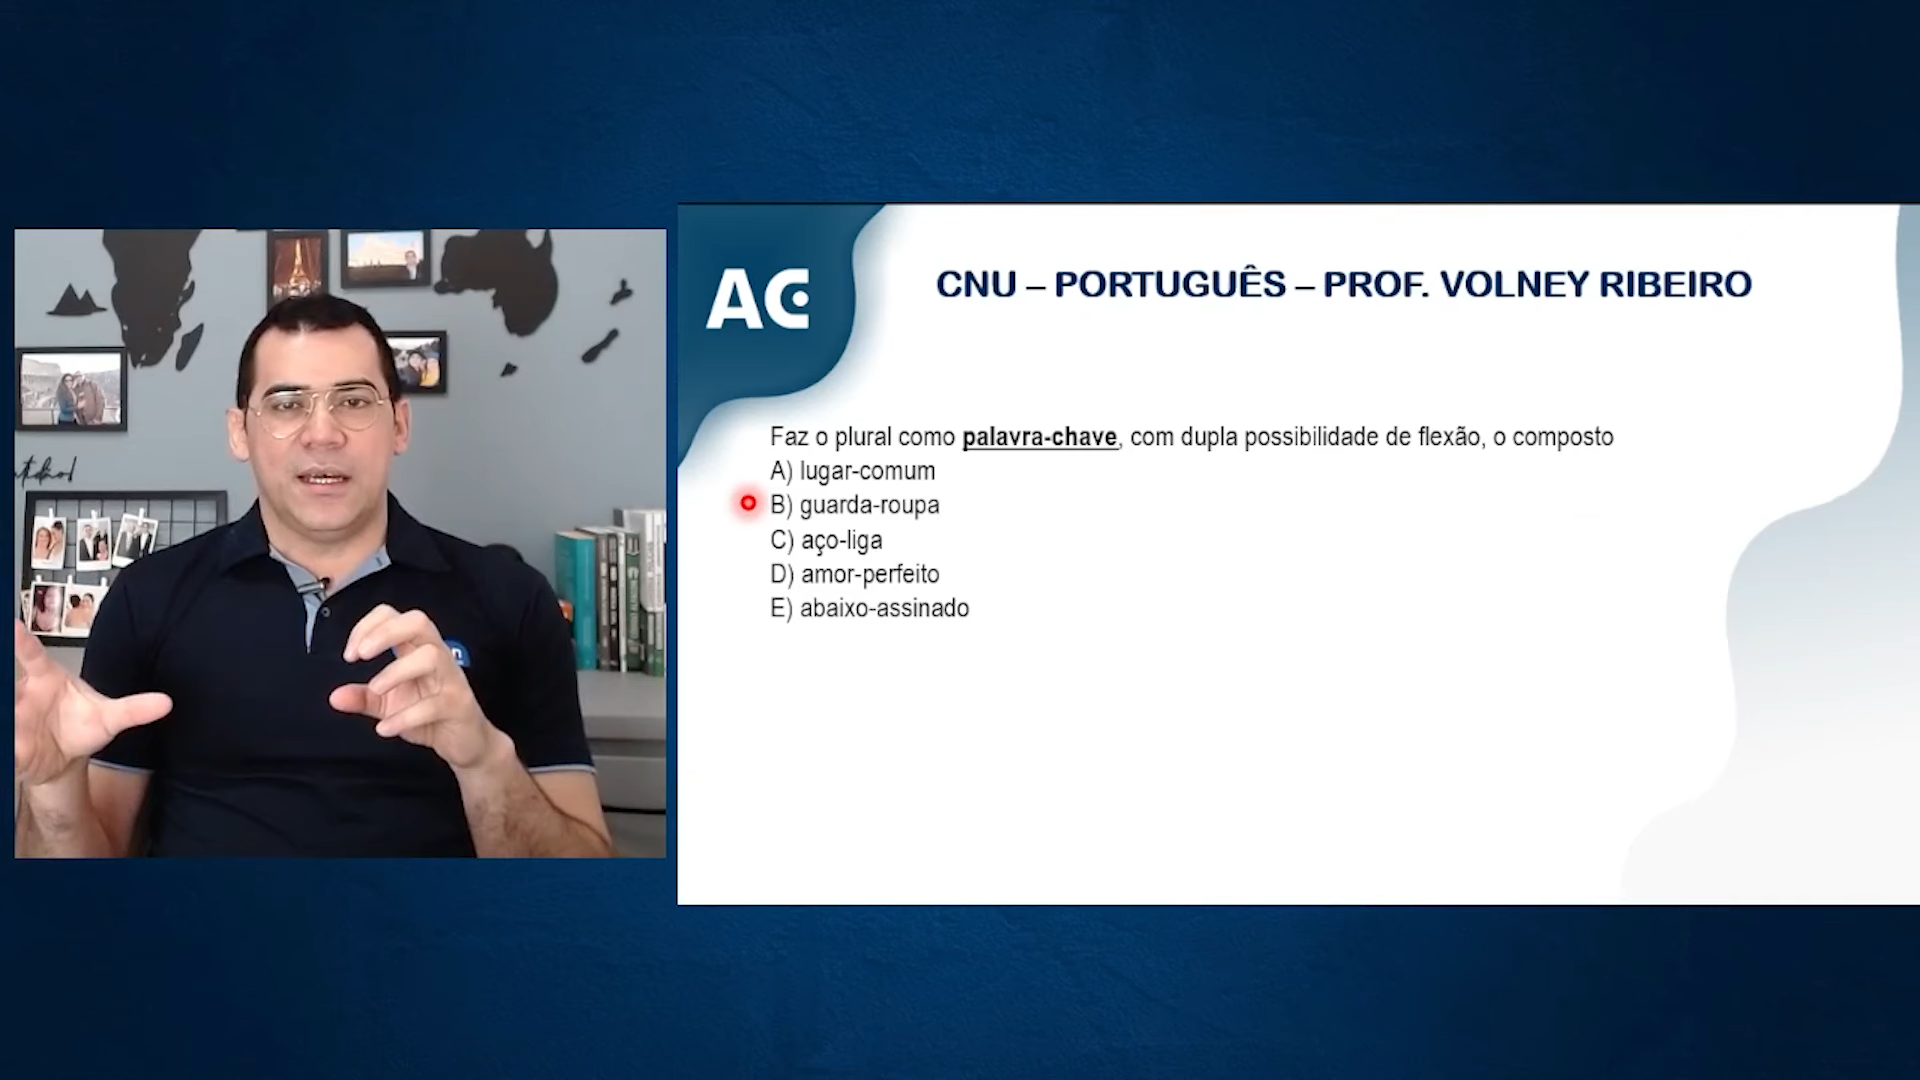 AC
CNU – PORTUGUÊS – PROF. VOLNEY RIBEIRO
Faz o plural como palavra-chave, com dupla possibilidade de flexão, o composto
A) lugar-comum
B) guarda-roupa
C) aço-liga
D) amor-perfeito
E) abaixo-assinado